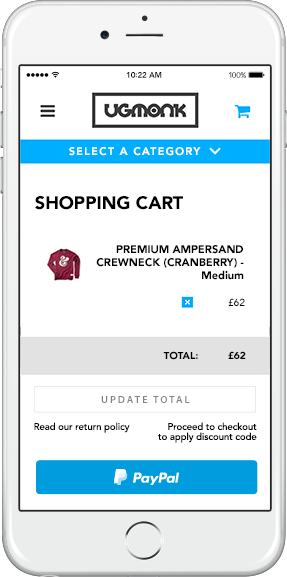 10:22 AM 100%
UGMONK
SELECT A CATEGORY
SHOPPING CART
PREMIUM AMPERSAND
CREWNECK (CRANBERRY) -
Medium
£62
TOTAL: £62
UPDATE TOTAL
Read our return policy
Proceed to checkout
to apply discount code
PayPal